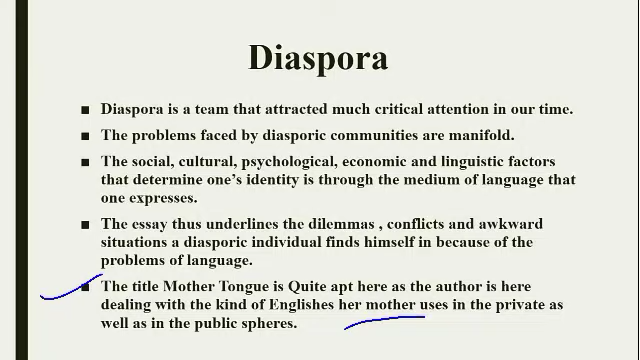 Diaspora
■ Diaspora is a team that attracted much critical attention in our time.
■ The problems faced by diasporic communities are manifold.
■ The social, cultural, psychological, economic and linguistic factors
that determine one's identity is through the medium of language that
one expresses.
■ The essay thus underlines the dilemmas , conflicts and awkward
situations a diasporic individual finds himself in because of the
problems of language.
■ The title Mother Tongue is Quite apt here as the author is here
dealing with the kind of Englishes her mother uses in the private as
well as in the public spheres.